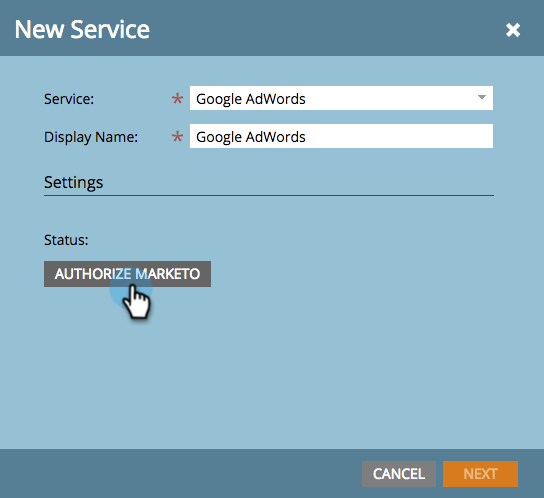 New Service
Service: * Google AdWords
Display Name: * Google AdWords
Settings
Status:
AUTHORIZE MARKETO
CANCEL NEXT